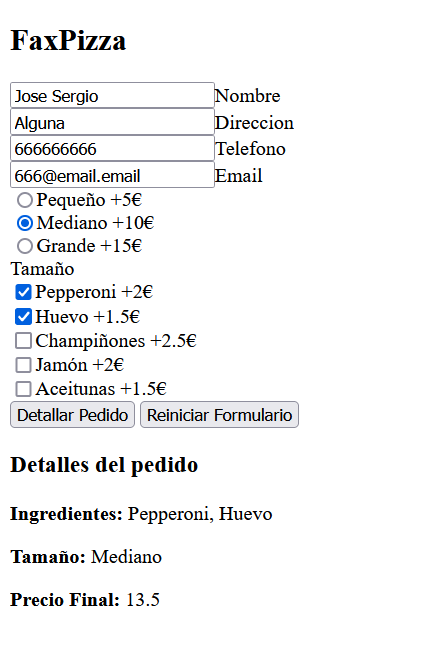 FaxPizza
Jose Sergio Nombre
Alguna Direccion
666666666 Telefono
666@email.email Email
Pequeño +5€
Mediano +10€
Grande +15€
Tamaño
Pepperoni +2€
Huevo +1.5€
Champiñones +2.5€
Jamón +2€
Aceitunas +1.5€
Detallar Pedido Reiniciar Formulario
Detalles del pedido
Ingredientes: Pepperoni, Huevo
Tamaño: Mediano
Precio Final: 13.5